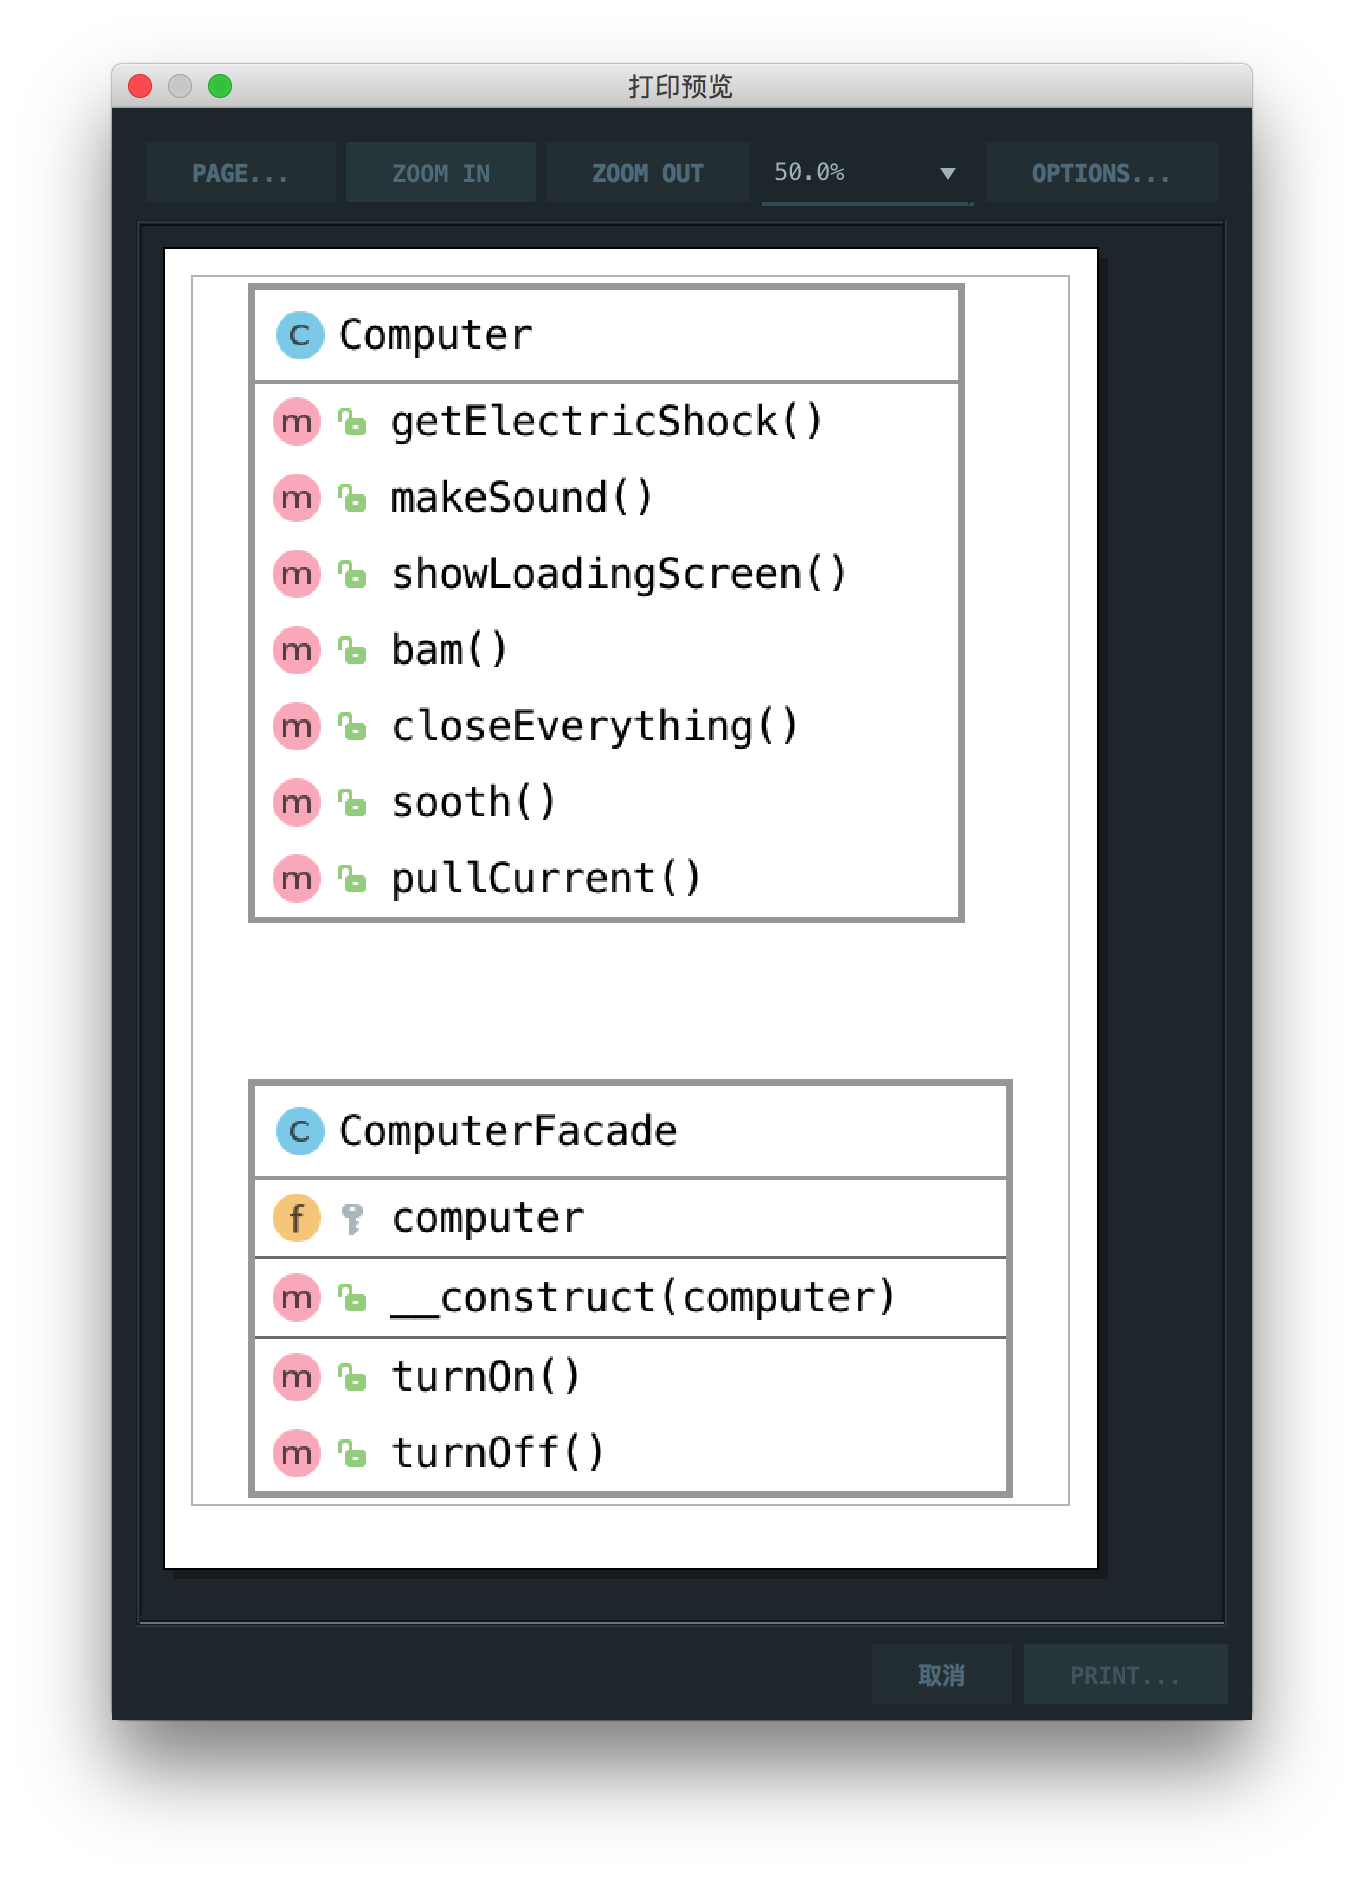 打印预览
PAGE... ZOOM IN ZOOM OUT 50.0% OPTIONS...
C Computer
m getElectricShock()
m makeSound()
m showLoadingScreen()
m bam()
m closeEverything()
m sooth()
m pullCurrent()
C ComputerFacade
f computer
m __construct(computer)
m turnOn()
m turnOff()
取消 PRINT...